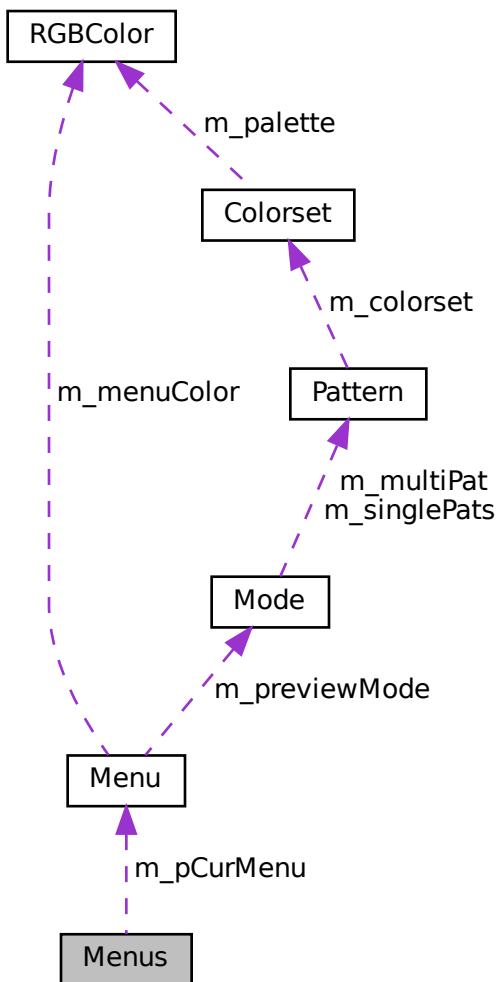 RGBColor
m_palette
Colorset
m_colorset
Pattern
m_menuColor
m_multiPat
m_singlePats
Mode
m_previewMode
Menu
m_pCurMenu
Menus